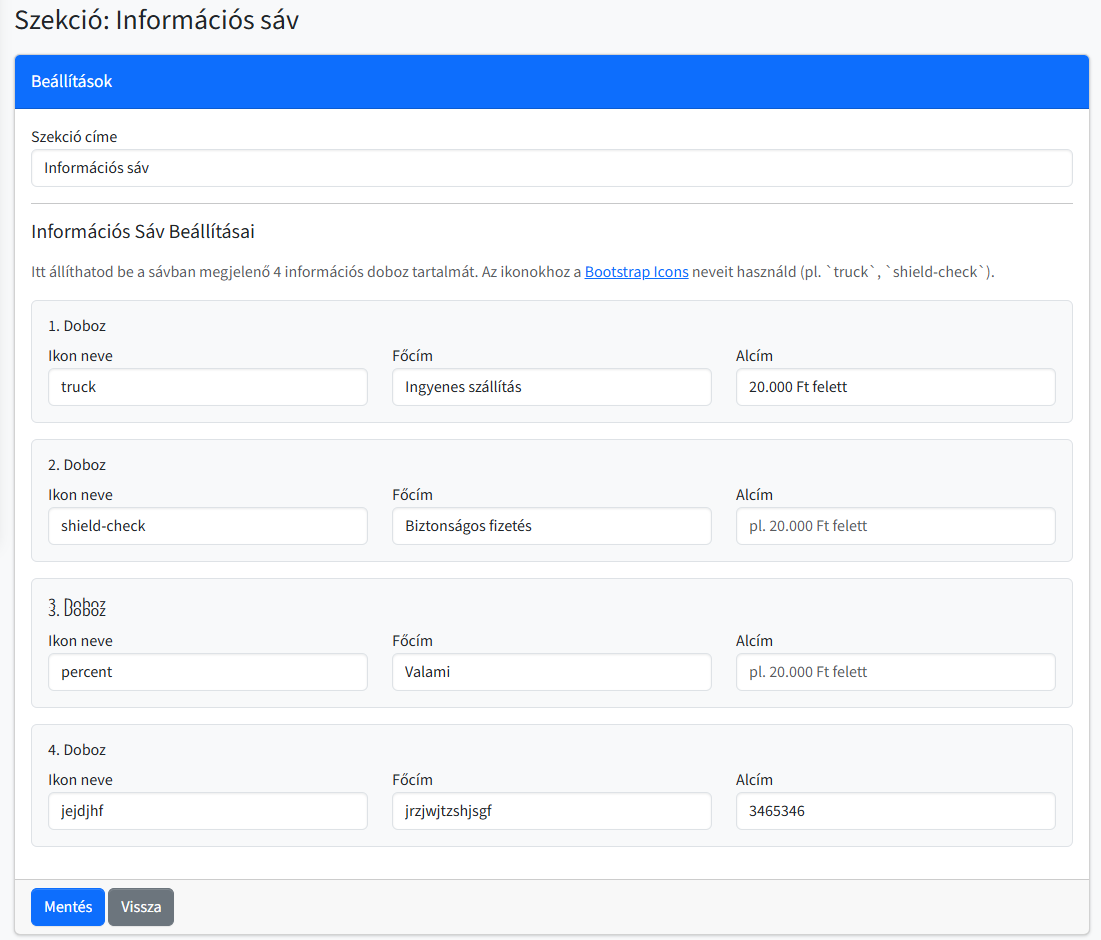 Szekció: Információs sáv
Beállítások
Szekció címe
Információs sáv
Információs Sáv Beállításai
Itt állíthatod be a sávban megjelenő 4 információs doboz tartalmát. Az ikonokhoz a Bootstrap Icons neveit használd (pl. `truck`, `shield-check`).
1. Doboz
Ikon neve Főcím Alcím
truck Ingyenes szállítás 20.000 Ft felett
2. Doboz
Ikon neve Főcím Alcím
shield-check Biztonságos fizetés pl. 20.000 Ft felett
3. Doboz
Ikon neve Főcím Alcím
percent Valami pl. 20.000 Ft felett
4. Doboz
Ikon neve Főcím Alcím
jejdjhf jrzjwjtzshjsgf 3465346
Mentés Vissza